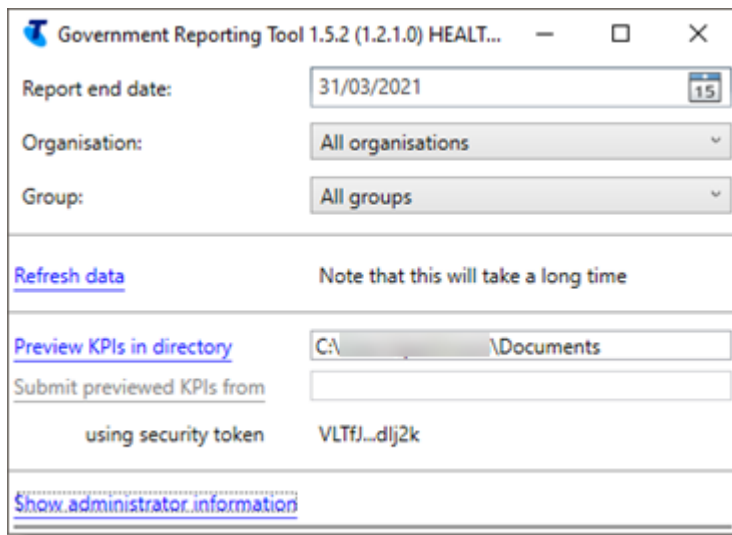 Government Reporting Tool 1.5.2 (1.2.1.0) HEALT...
Report end date: 31/03/2021 15
Organisation: All organisations
Group: All groups
Refresh data Note that this will take a long time
Preview KPIs in directory C:\ \Documents
Submit previewed KPIs from
using security token VLTfJ...dIj2k
Show administrator information